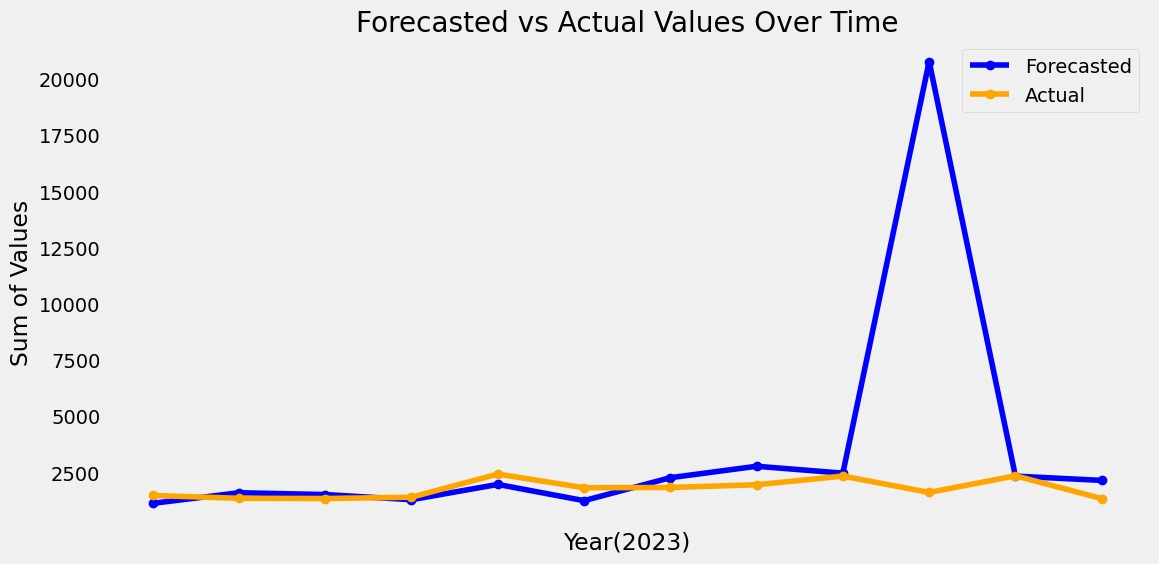 Forecasted vs Actual Values Over Time
Forecasted
Actual
20000
17500
15000
12500
10000
7500
5000
2500
Sum of Values
Year(2023)